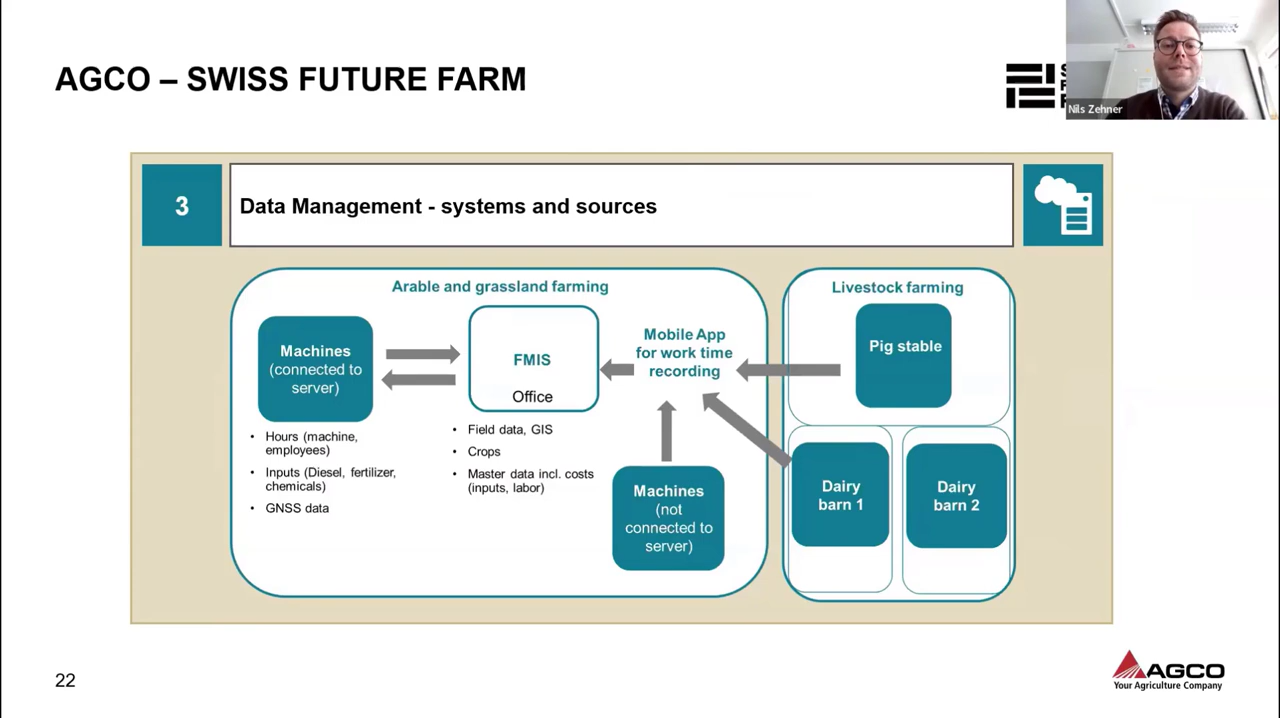 AGCO – SWISS FUTURE FARM
Nils Zehner
3
Data Management - systems and sources
Arable and grassland farming
Machines
(connected to
server)
• Hours (machine,
employees)
• Inputs (Diesel, fertilizer,
chemicals)
• GNSS data
FMIS
Office
• Field data, GIS
• Crops
• Master data incl. costs
(inputs, labor)
Mobile App
for work time
recording
Machines
(not
connected to
server)
Livestock farming
Pig stable
Dairy
barn 1
Dairy
barn 2
22
AGCO
Your Agriculture Company